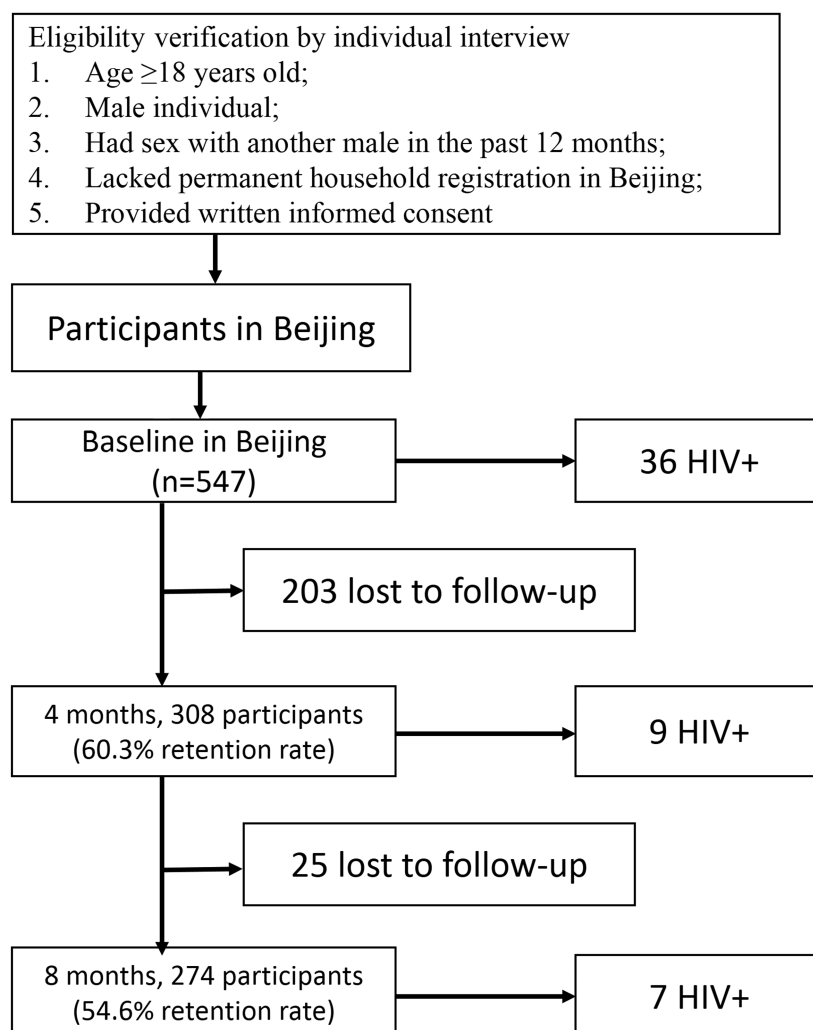 Eligibility verification by individual interview
1. Age ≥18 years old;
2. Male individual;
3. Had sex with another male in the past 12 months;
4. Lacked permanent household registration in Beijing;
5. Provided written informed consent
Participants in Beijing
Baseline in Beijing
(n=547)
36 HIV+
203 lost to follow-up
4 months, 308 participants
(60.3% retention rate)
9 HIV+
25 lost to follow-up
8 months, 274 participants
(54.6% retention rate)
7 HIV+